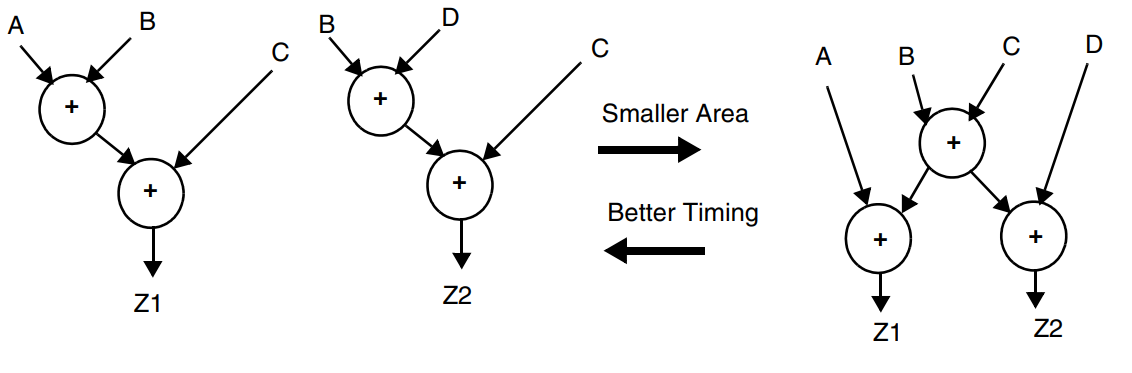 A B C
+
+
Z1
B D C
+
+
Z2
Smaller Area
Better Timing
A B C D
+
+ +
Z1 Z2